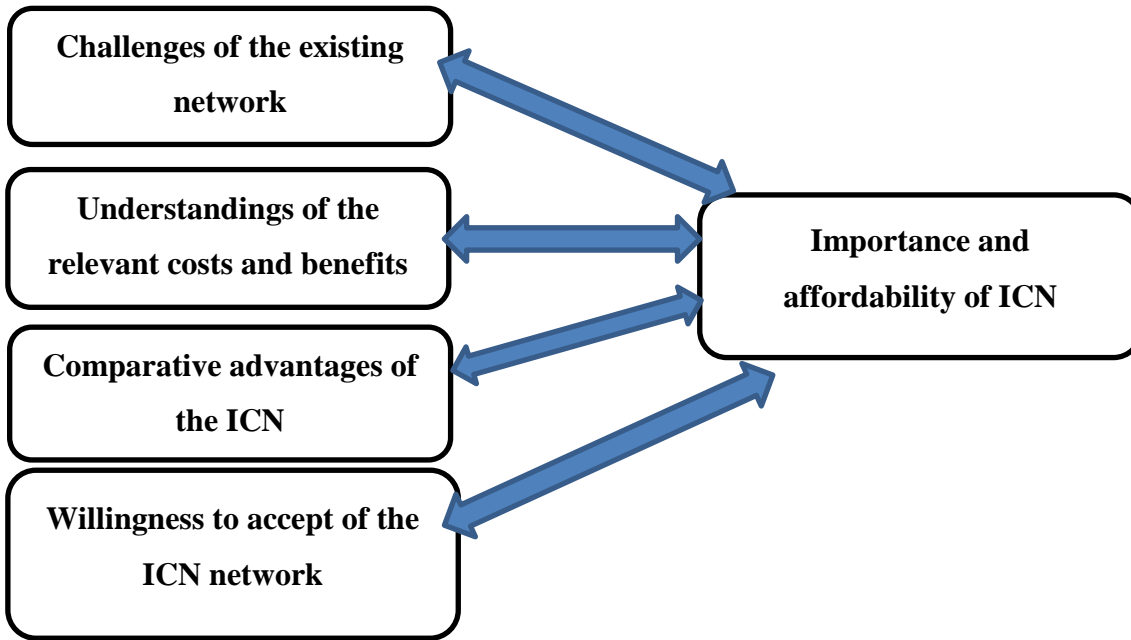 Challenges of the existing
network
Understandings of the
relevant costs and benefits
Comparative advantages of
the ICN
Willingness to accept of the
ICN network
Importance and
affordability of ICN